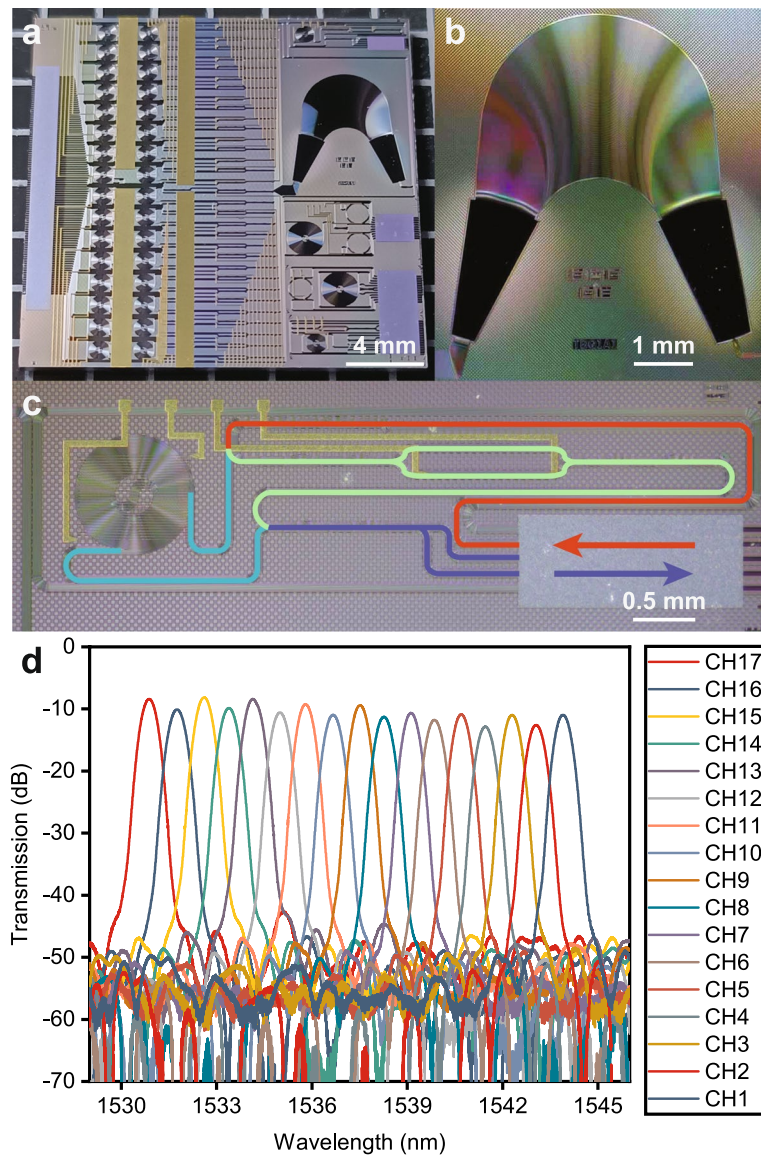 a
4 mm
b
1 mm
c
0.5 mm
d
Transmission (dB)
0
-10
-20
-30
-40
-50
-60
-70
1530
1533
1536
1539
1542
1545
Wavelength (nm)
CH17
CH16
CH15
CH14
CH13
CH12
CH11
CH10
CH9
CH8
CH7
CH6
CH5
CH4
CH3
CH2
CH1